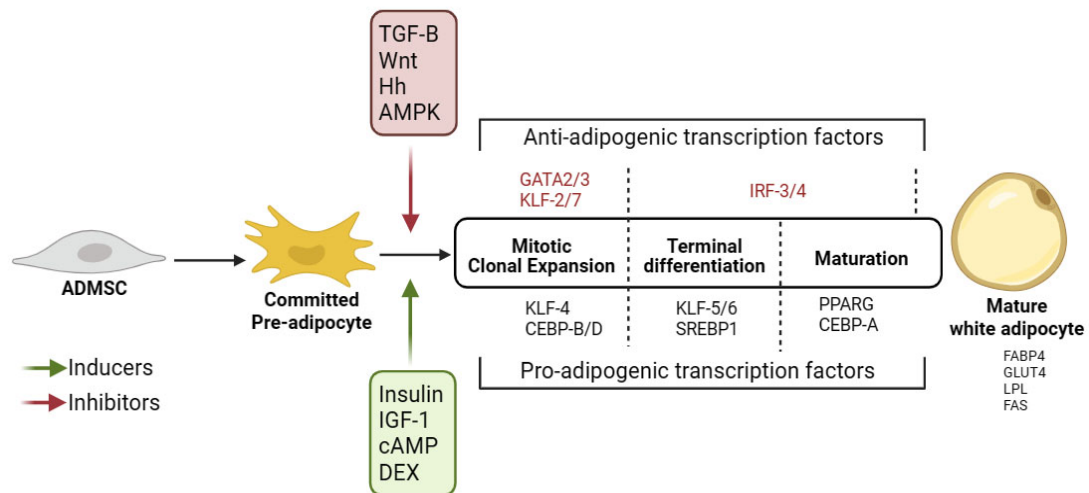 TGF-B
Wnt
Hh
AMPK
Anti-adipogenic transcription factors
GATA2/3
KLF-2/7
IRF-3/4
ADMSC
Committed
Pre-adipocyte
Mitotic
Clonal Expansion
Terminal
differentiation
Maturation
Mature
white adipocyte
FABP4
GLUT4
LPL
FAS
KLF-4
CEBP-B/D
KLF-5/6
SREBP1
PPARG
CEBP-A
Pro-adipogenic transcription factors
Inducers
Inhibitors
Insulin
IGF-1
cAMP
DEX